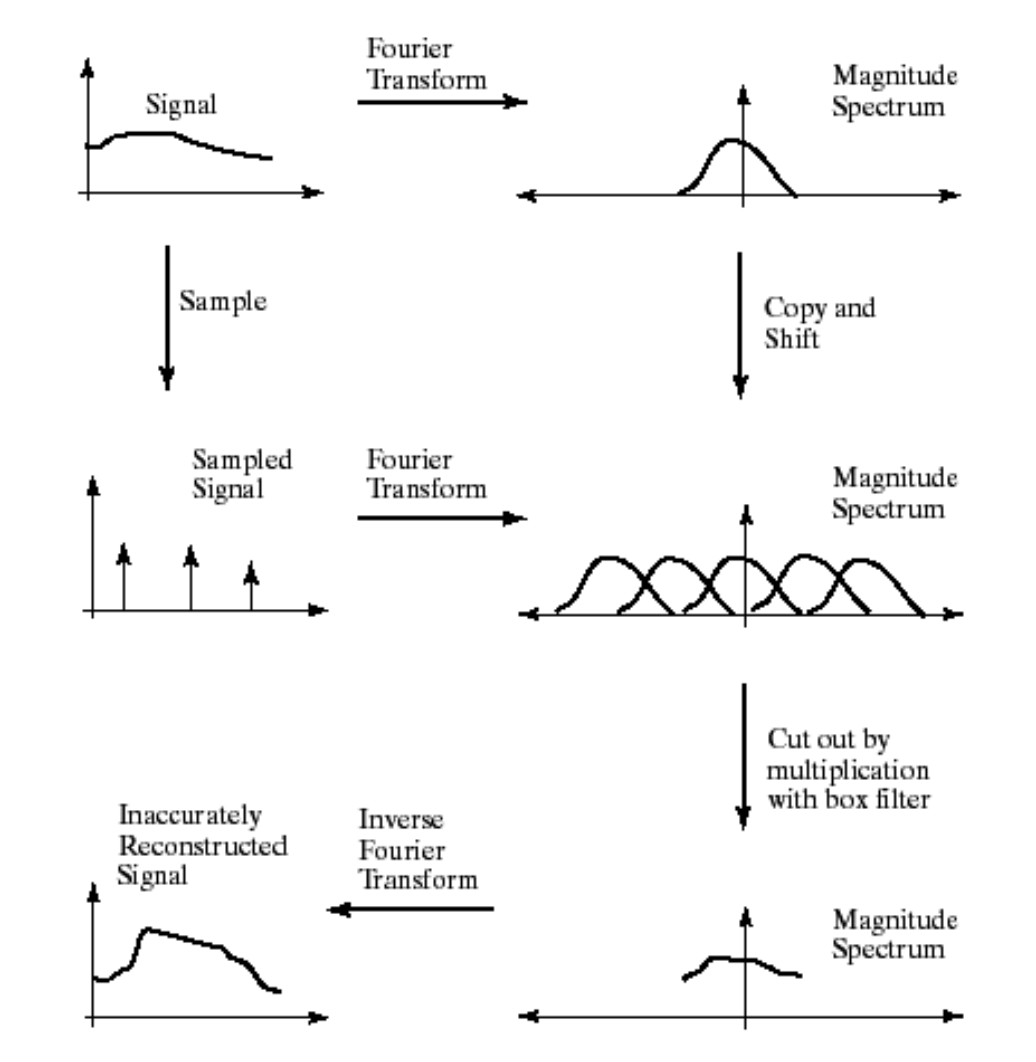 Fourier
Transform
Magnitude
Spectrum
Signal
Sample
Copy and
Shift
Sampled
Signal
Fourier
Transform
Magnitude
Spectrum
Cut out by
multiplication
with box filter
Inaccurately
Reconstructed
Signal
Inverse
Fourier
Transform
Magnitude
Spectrum